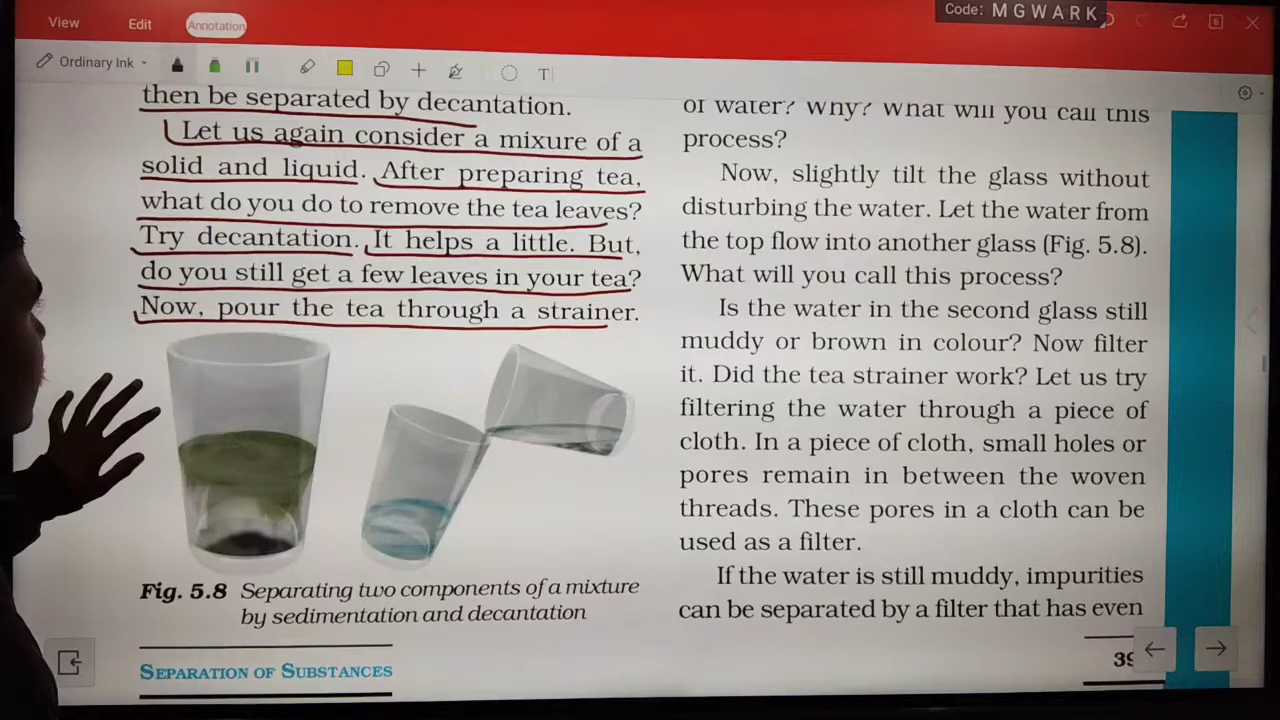 View Edit Annotation
Code: MGWARK
Ordinary Ink
then be separated by decantation.
Let us again consider a mixture of a
solid and liquid. After preparing tea,
what do you do to remove the tea leaves?
Try decantation. It helps a little. But,
do you still get a few leaves in your tea?
Now, pour the tea through a strainer.
Fig. 5.8 Separating two components of a mixture
by sedimentation and decantation
SEPARATION OF SUBSTANCES
of water? Why? What will you call this
process?
Now, slightly tilt the glass without
disturbing the water. Let the water from
the top flow into another glass (Fig. 5.8).
What will you call this process?
Is the water in the second glass still
muddy or brown in colour? Now filter
it. Did the tea strainer work? Let us try
filtering the water through a piece of
cloth. In a piece of cloth, small holes or
pores remain in between the woven
threads. These pores in a cloth can be
used as a filter.
If the water is still muddy, impurities
can be separated by a filter that has even
39